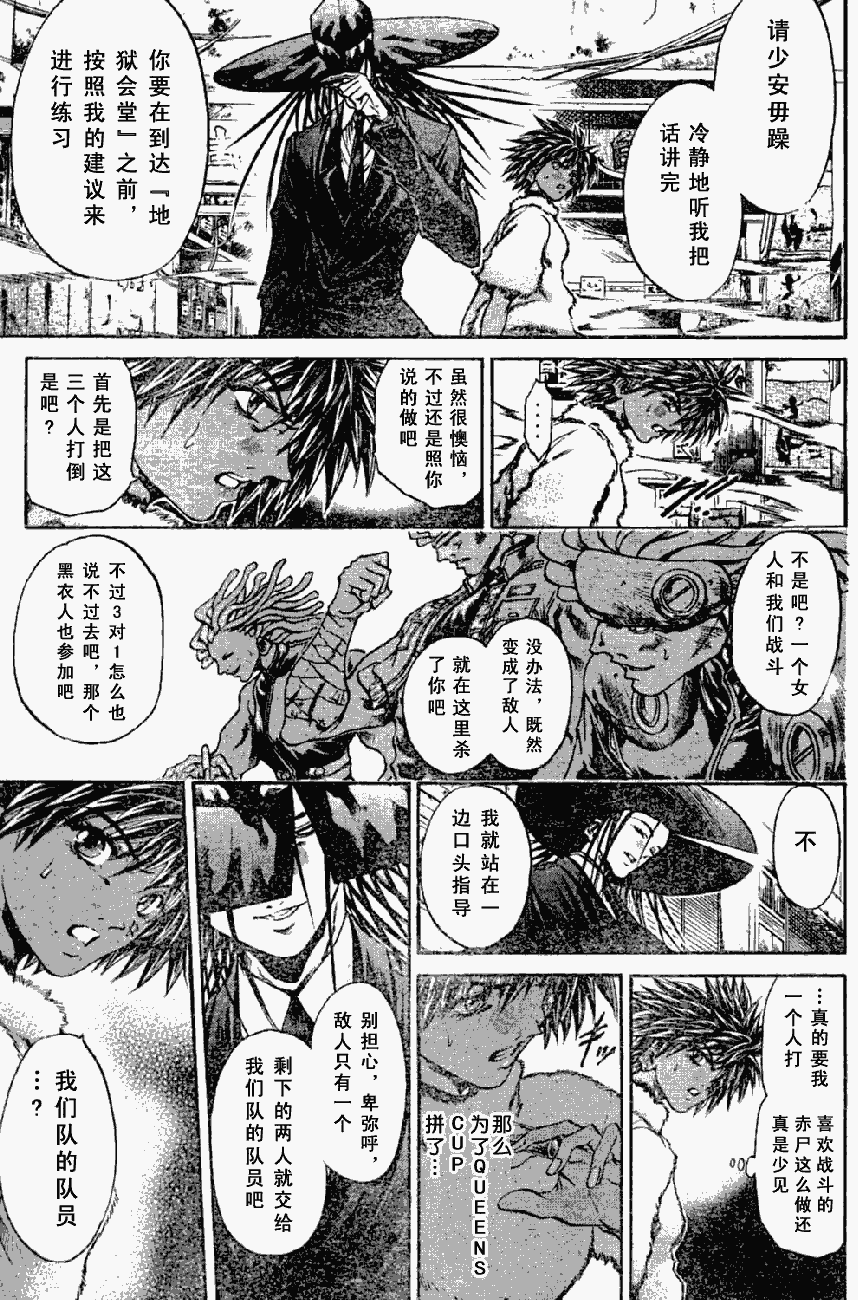 请少安毋躁
冷静地听我把
话讲完
你要在到达『地
狱会堂』之前，
按照我的建议来
进行练习
…
虽然很懊恼，
不过还是照你
说的做吧
首先是把这
三个人打倒
是吧？
不是吧？一个女
人和我们战斗
没办法，既然
变成了敌人
就在这里杀
了你吧
不过3对1怎么也
说不过去吧，那个
黑衣人也参加吧
不
我就站在一
边口头指导
…真的要我
一个人打
喜欢战斗的
赤尸这么做还
真是少见
那么
为了QUEENS
CUP
拼了…
别担心，卑弥呼，
敌人只有一个
剩下的两人就交给
我们队的队员吧
我们队的队员
…？